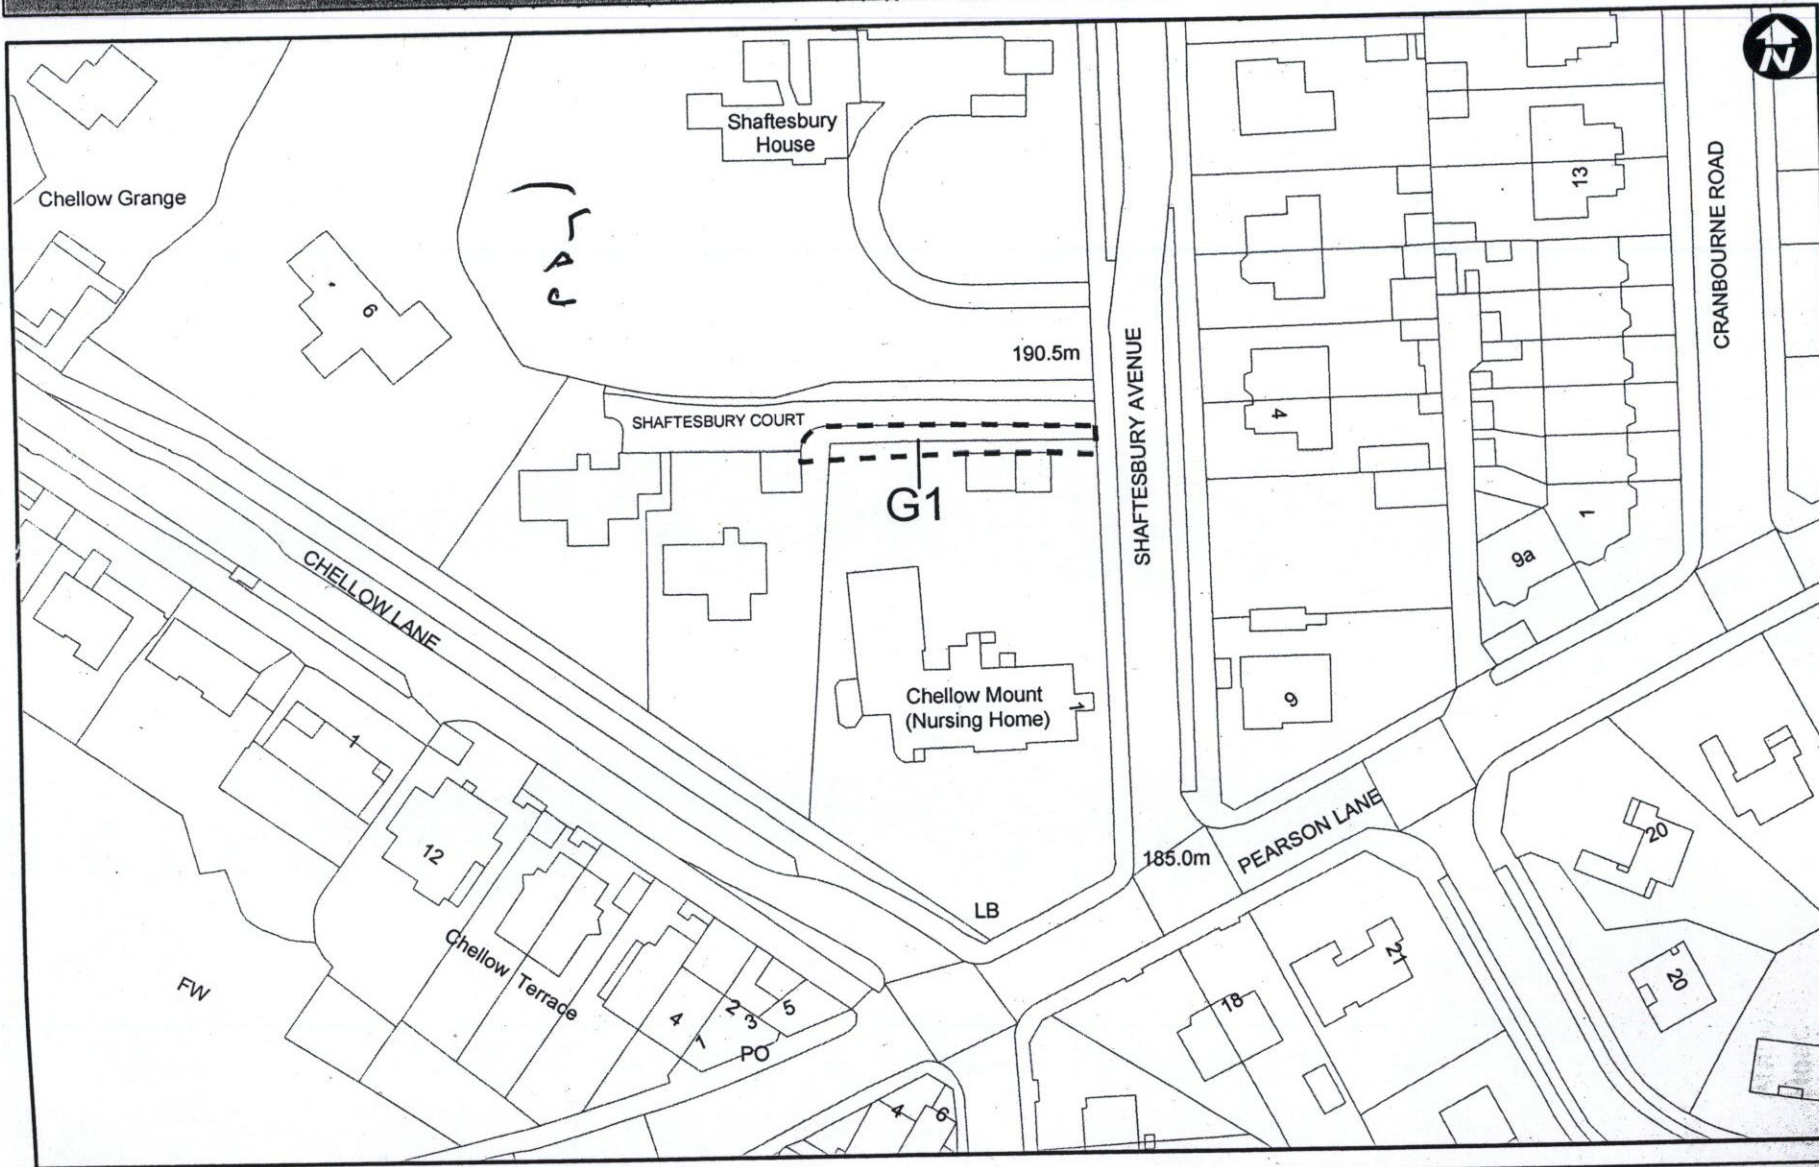 N
Shaftesbury
House
13
Chellow Grange
CRANBOURNE ROAD
6
190.5m
SHAFTESBURY AVENUE
SHAFTESBURY COURT
4
G1
1
9a
CHELLOW LANE
Chellow Mount
(Nursing Home)
1
9
1
20
12
185.0m
PEARSON LANE
LB
Chellow Terrace
21
20
FW
18
5
2
3
4
1
PO
4
6